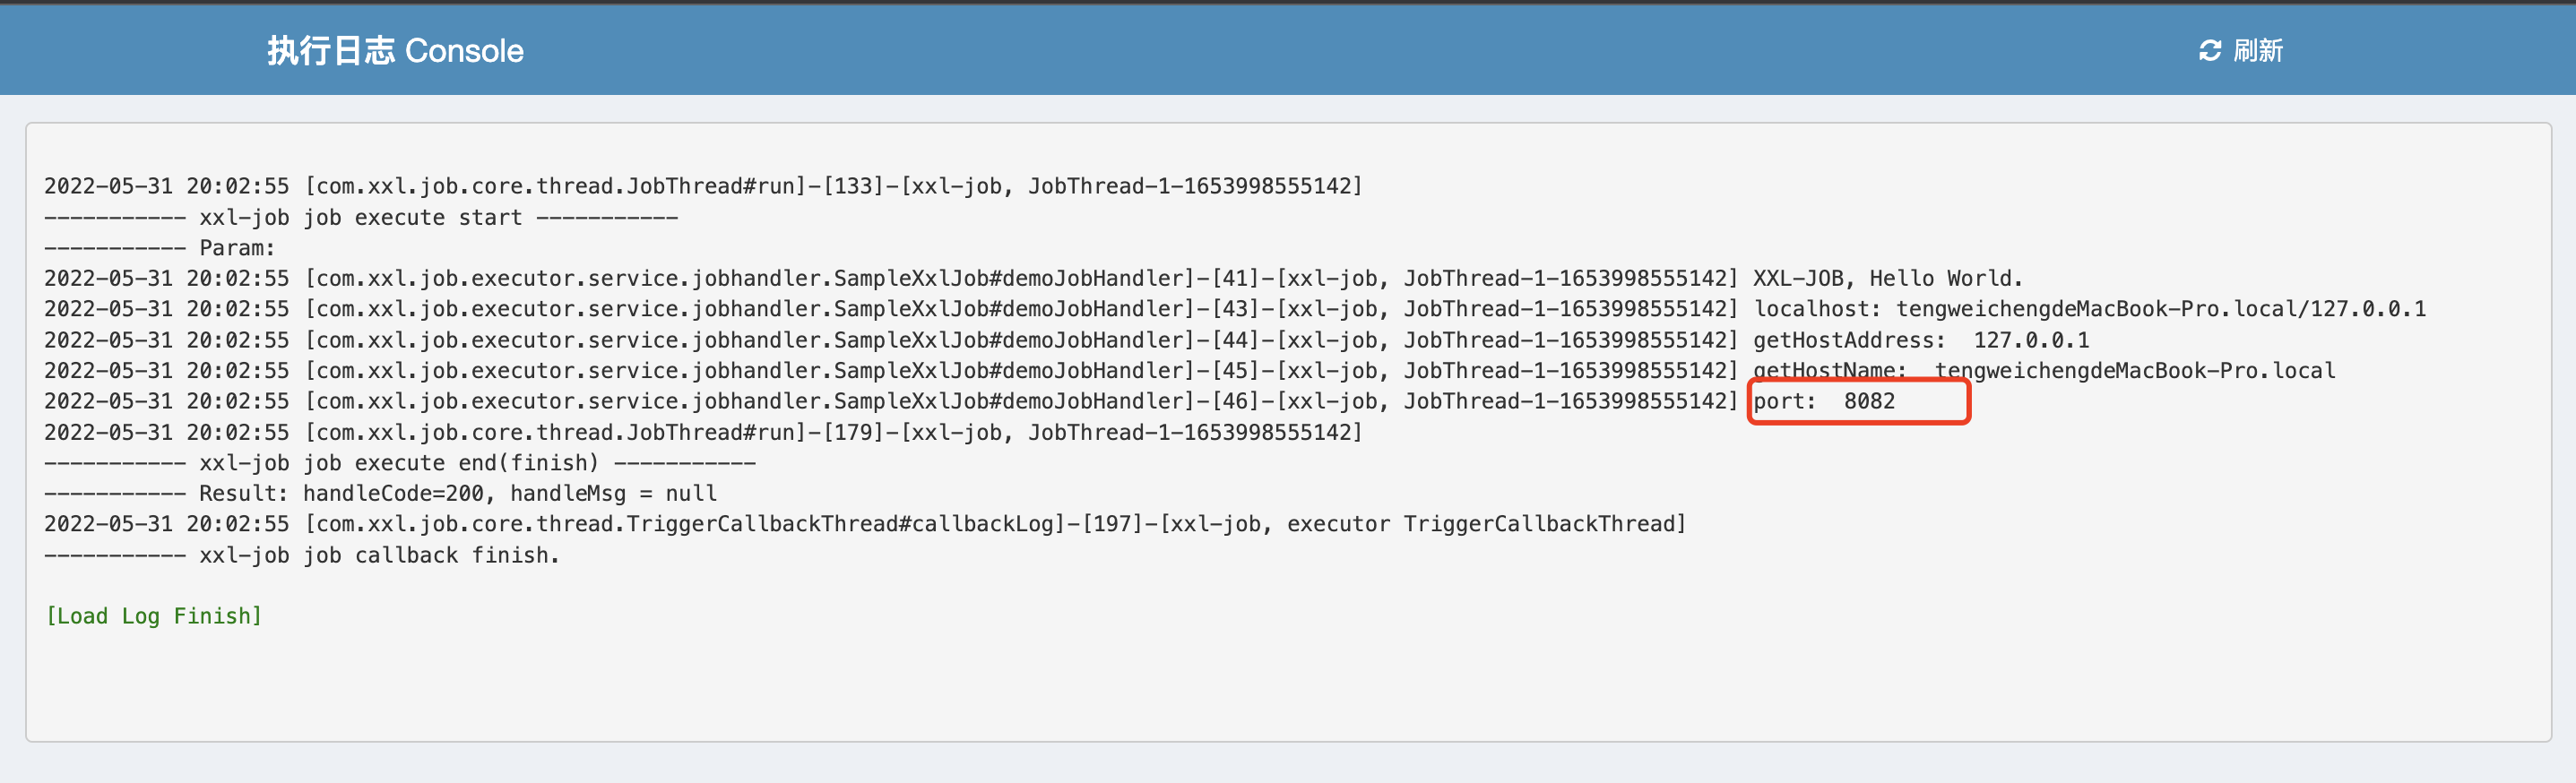 执行日志 Console
刷新
2022-05-31 20:02:55 [com.xxl.job.core.thread.JobThread#run]-[133]-[xxl-job, JobThread-1-1653998555142]
----------- xxl-job job execute start -----------
----------- Param:
2022-05-31 20:02:55 [com.xxl.job.executor.service.jobhandler.SampleXxlJob#demoJobHandler]-[41]-[xxl-job, JobThread-1-1653998555142] XXL-JOB, Hello World.
2022-05-31 20:02:55 [com.xxl.job.executor.service.jobhandler.SampleXxlJob#demoJobHandler]-[43]-[xxl-job, JobThread-1-1653998555142] localhost: tengweichengdeMacBook-Pro.local/127.0.0.1
2022-05-31 20:02:55 [com.xxl.job.executor.service.jobhandler.SampleXxlJob#demoJobHandler]-[44]-[xxl-job, JobThread-1-1653998555142] getHostAddress:  127.0.0.1
2022-05-31 20:02:55 [com.xxl.job.executor.service.jobhandler.SampleXxlJob#demoJobHandler]-[45]-[xxl-job, JobThread-1-1653998555142] getHostName:  tengweichengdeMacBook-Pro.local
2022-05-31 20:02:55 [com.xxl.job.executor.service.jobhandler.SampleXxlJob#demoJobHandler]-[46]-[xxl-job, JobThread-1-1653998555142] port:  8082
2022-05-31 20:02:55 [com.xxl.job.core.thread.JobThread#run]-[179]-[xxl-job, JobThread-1-1653998555142]
----------- xxl-job job execute end(finish) -----------
----------- Result: handleCode=200, handleMsg = null
2022-05-31 20:02:55 [com.xxl.job.core.thread.TriggerCallbackThread#callbackLog]-[197]-[xxl-job, executor TriggerCallbackThread]
----------- xxl-job job callback finish.
[Load Log Finish]